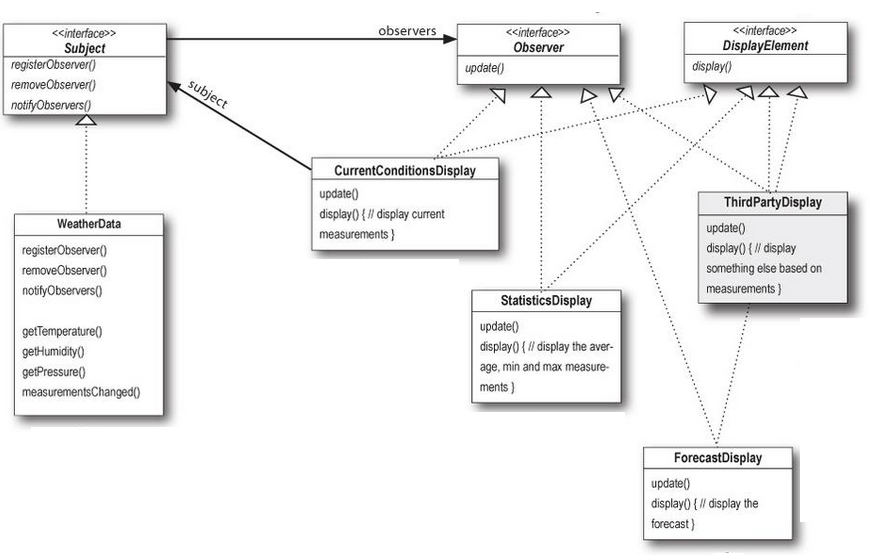 <<interface>>
Subject
registerObserver()
removeObserver()
notifyObservers()
observers
<<interface>>
Observer
update()
<<interface>>
DisplayElement
display()
subject
CurrentConditionsDisplay
update()
display() { // display current
measurements }
WeatherData
registerObserver()
removeObserver()
notifyObservers()
getTemperature()
getHumidity()
getPressure()
measurementsChanged()
ThirdPartyDisplay
update()
display() { // display
something else based on
measurements }
StatisticsDisplay
update()
display() { // display the aver-
age, min and max measure-
ments }
ForecastDisplay
update()
display() { // display the
forecast }